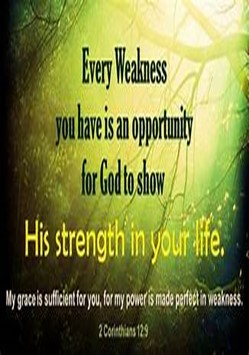 Every Weakness
you have is an opportunity
for God to show
His strength in your life.
My grace is sufficient for you, for my power is made perfect in weakness.
2 Corinthians 12:9